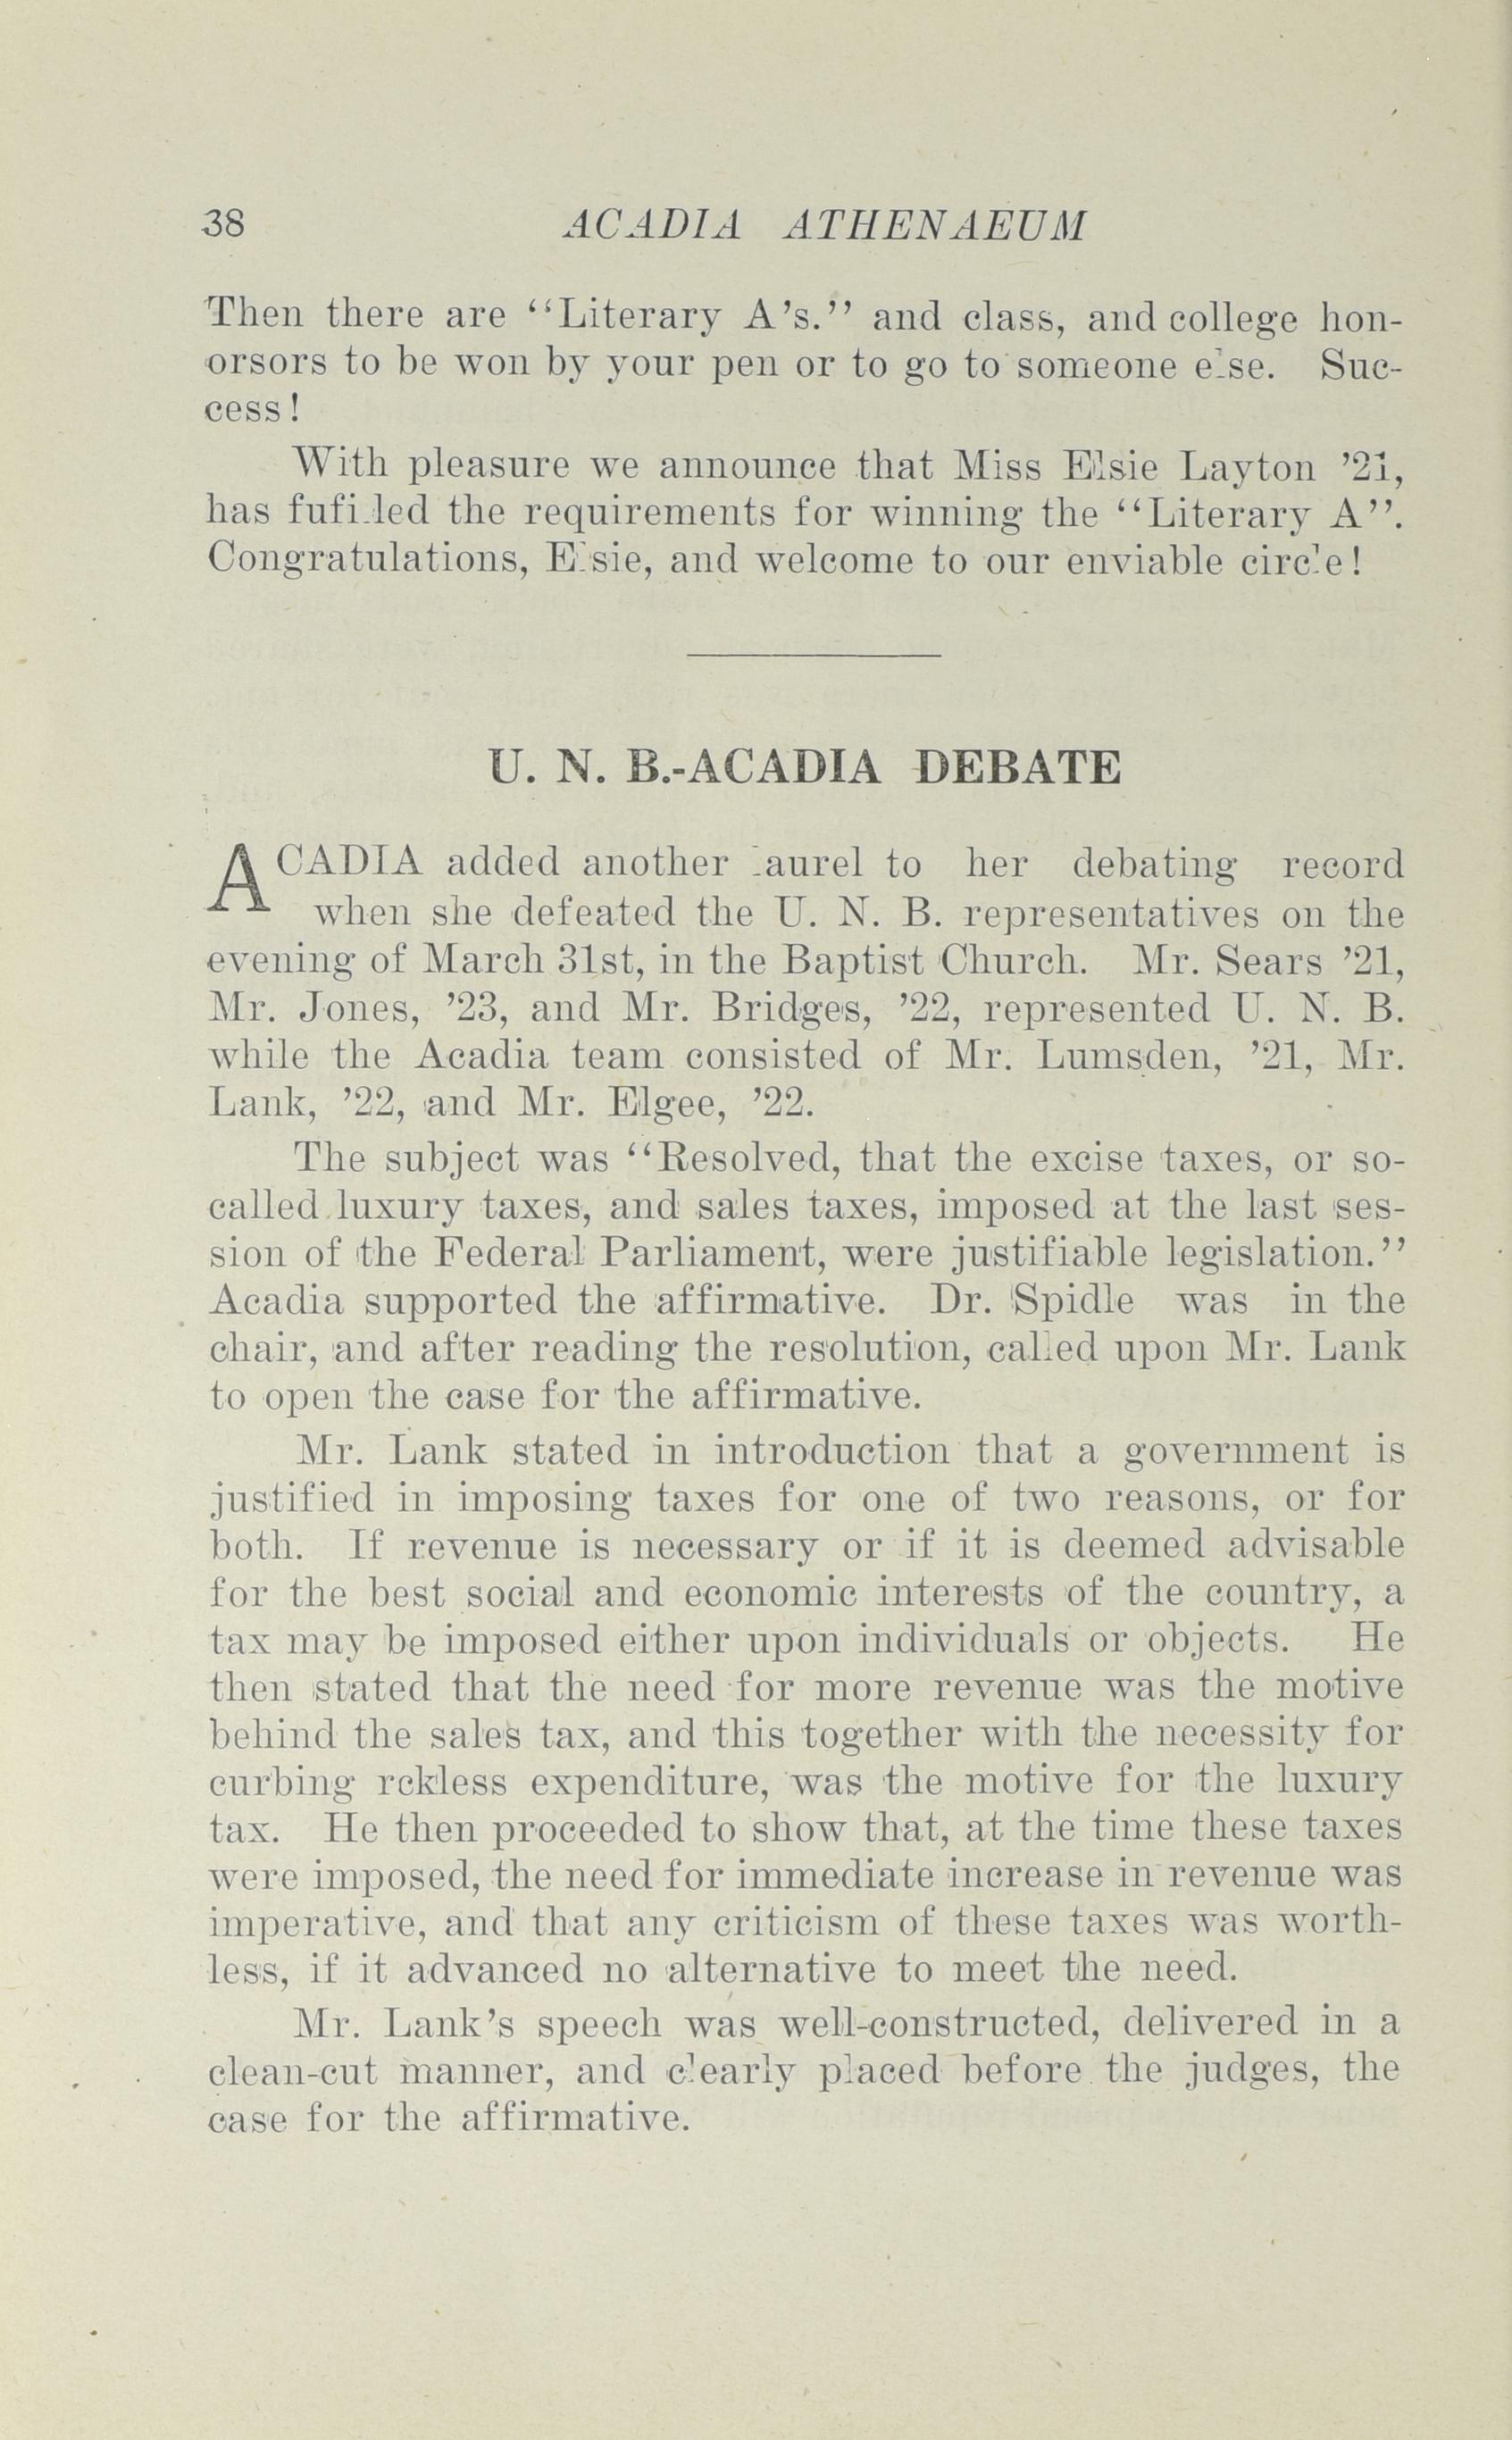 38 ACADIA ATHENAEUM
Then there are “Literary A’s.” and class, and college hon-
orsors to be won by your pen or to go to someone else. Suc-
cess!
With pleasure we announce that Miss Elsie Layton ’21,
has fufilled the requirements for winning the “Literary A”.
Congratulations, Elsie, and welcome to our enviable circle!
U. N. B.-ACADIA DEBATE
ACADIA added another laurel to her debating record
when she defeated the U. N. B. representatives on the
evening of March 31st, in the Baptist Church. Mr. Sears ’21,
Mr. Jones, ’23, and Mr. Bridges, ’22, represented U. N. B.
while the Acadia team consisted of Mr. Lumsden, ’21, Mr.
Lank, ’22, and Mr. Elgee, ’22.
The subject was “Resolved, that the excise taxes, or so-
called luxury taxes, and sales taxes, imposed at the last ses-
sion of the Federal Parliament, were justifiable legislation.”
Acadia supported the affirmative. Dr. Spidle was in the
chair, and after reading the resolution, called upon Mr. Lank
to open the case for the affirmative.
Mr. Lank stated in introduction that a government is
justified in imposing taxes for one of two reasons, or for
both. If revenue is necessary or if it is deemed advisable
for the best social and economic interests of the country, a
tax may be imposed either upon individuals or objects. He
then stated that the need for more revenue was the motive
behind the sales tax, and this together with the necessity for
curbing rckless expenditure, was the motive for the luxury
tax. He then proceeded to show that, at the time these taxes
were imposed, the need for immediate increase in revenue was
imperative, and that any criticism of these taxes was worth-
less, if it advanced no alternative to meet the need.
Mr. Lank’s speech was well-constructed, delivered in a
clean-cut manner, and clearly placed before the judges, the
case for the affirmative.